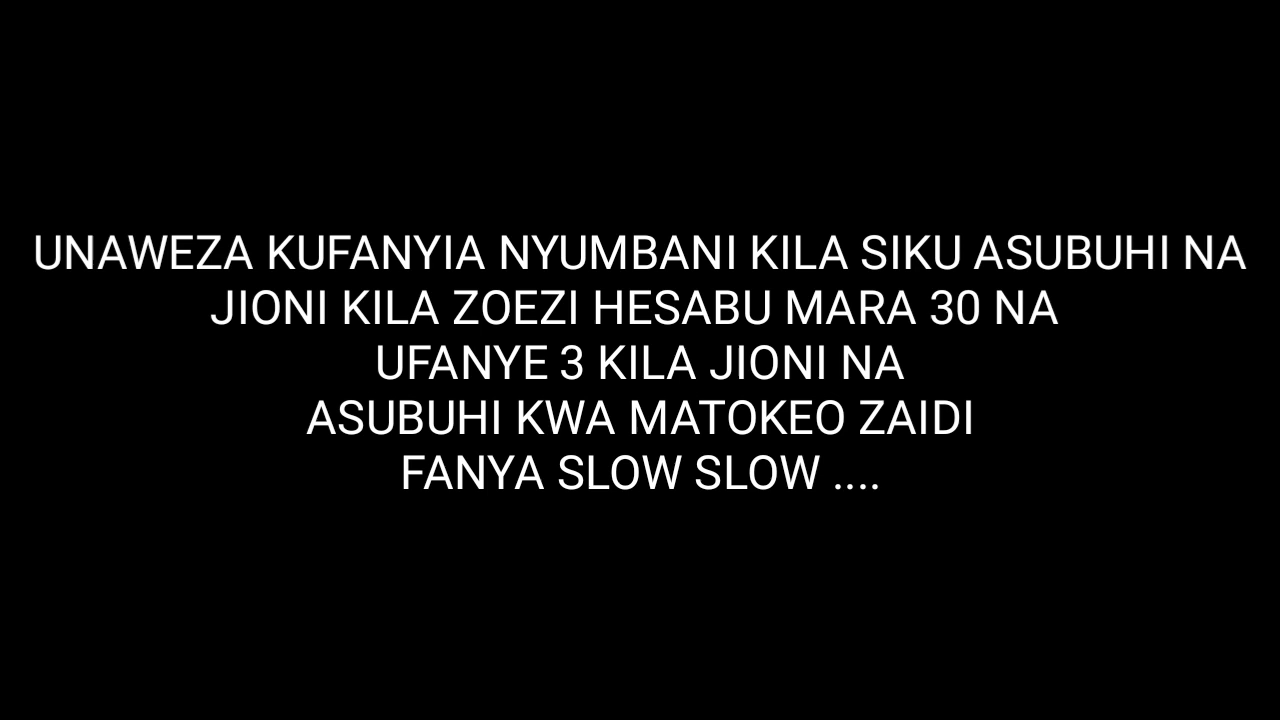 UNAWEZA KUFANYIA NYUMBANI KILA SIKU ASUBUHI NA
JIONI KILA ZOEZI HESABU MARA 30 NA
UFANYE 3 KILA JIONI NA
ASUBUHI KWA MATOKEO ZAIDI
FANYA SLOW SLOW ....